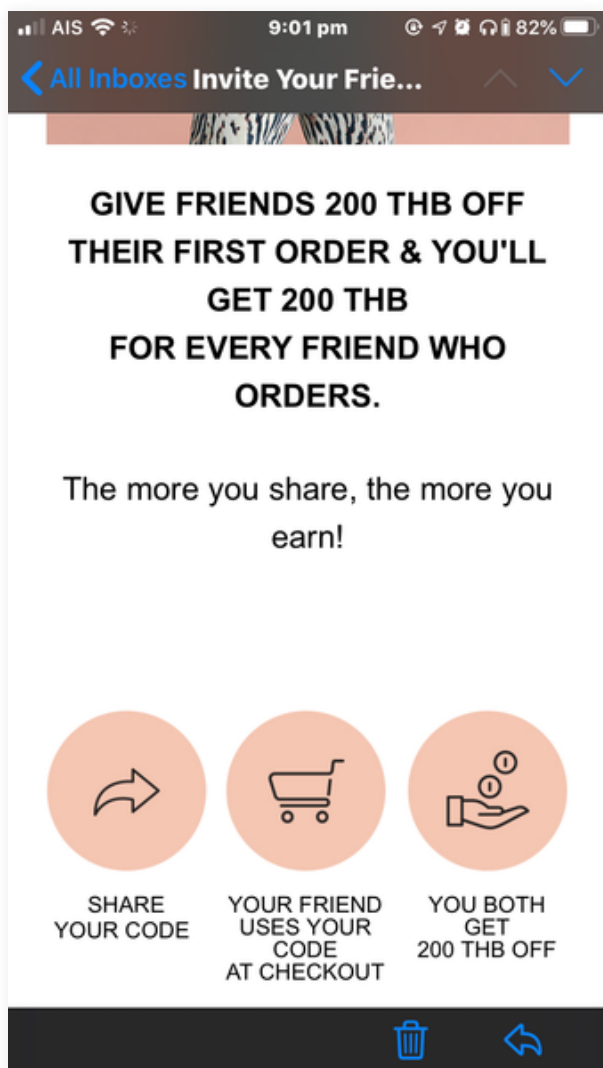 AIS 9:01 pm 82%
All Inboxes Invite Your Frie...
GIVE FRIENDS 200 THB OFF
THEIR FIRST ORDER & YOU'LL
GET 200 THB
FOR EVERY FRIEND WHO
ORDERS.
The more you share, the more you
earn!
SHARE
YOUR CODE
YOUR FRIEND
USES YOUR
CODE
AT CHECKOUT
YOU BOTH
GET
200 THB OFF